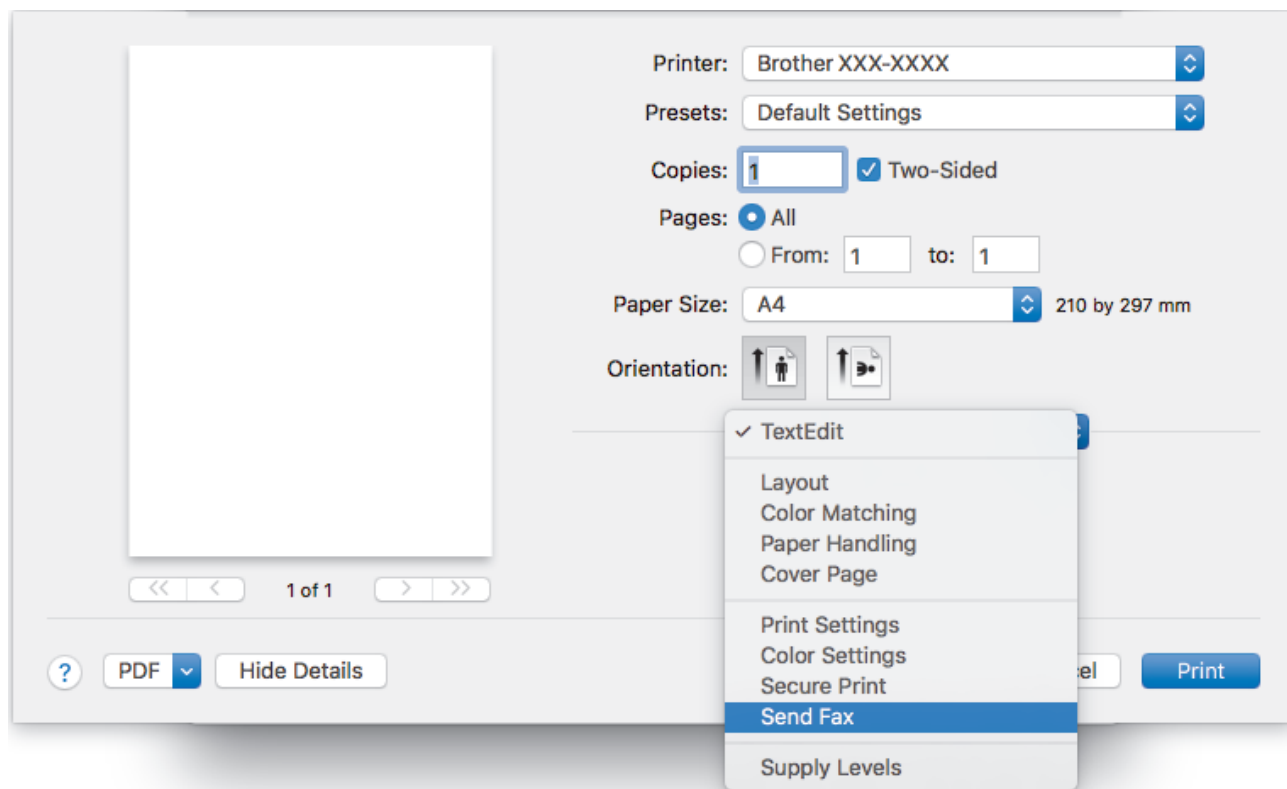 Printer: Brother XXX-XXXX
Presets: Default Settings
Copies: 1 Two-Sided
Pages: All
From: 1 to: 1
Paper Size: A4 210 by 297 mm
Orientation:
TextEdit
Layout
Color Matching
Paper Handling
Cover Page
<< < 1 of 1 > >>
Print Settings
Color Settings
Secure Print
Send Fax
Supply Levels
? PDF Hide Details el Print